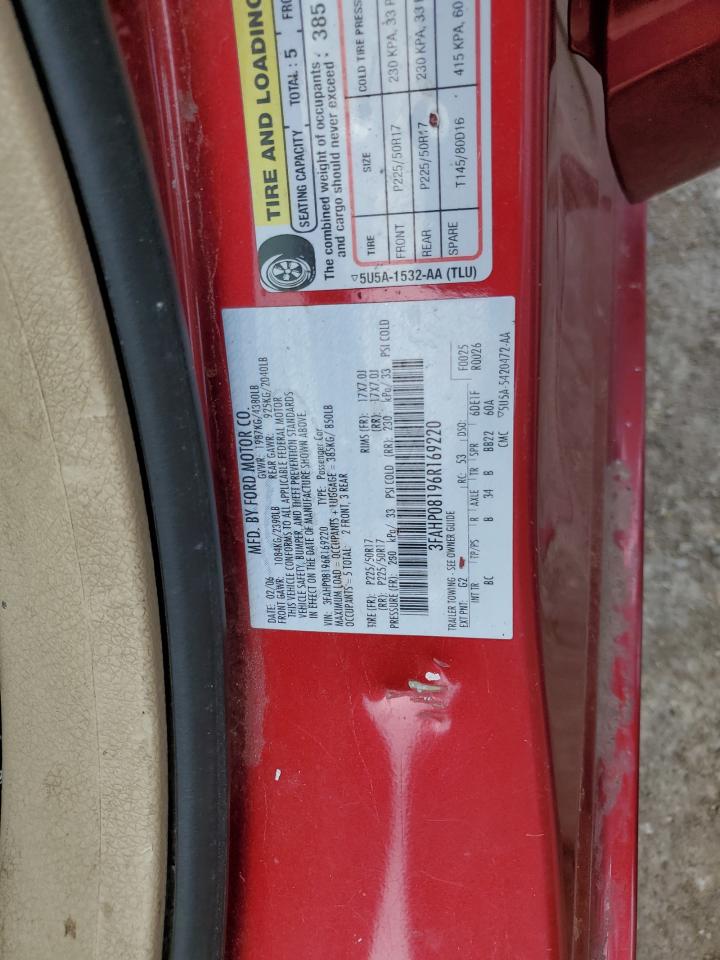 TIRE AND LOADING
SEATING CAPACITY TOTAL: 5
The combined weight of occupants
and cargo should never exceed: 385
TIRE SIZE COLD TIRE
FRONT P225/50R17 230 KPA, 33
REAR P225/50R17 230 KPA, 33
SPARE T145/80D16 415 KPA, 60
5U5A-1532-AA (TLU)
MFD. BY FORD MOTOR CO.
DATE: 02/06 GVWR: 1987KG/4380LB
FRONT GAWR: 1084KG/2390LB REAR GAWR: 925KG/2040LB
THIS VEHICLE CONFORMS TO ALL APPLICABLE FEDERAL MOTOR
VEHICLE SAFETY, BUMPER, AND THEFT PREVENTION STANDARDS
IN EFFECT ON THE DATE OF MANUFACTURE SHOWN ABOVE.
VIN: 3FAHP08196R169220 TYPE: Passenger Car
MAXIMUM LOAD = OCCUPANTS + LUGGAGE = 385KG/ 850LB
OCCUPANTS = 5 TOTAL: 2 FRONT, 3 REAR
TIRE (FR): P225/50R17 RIMS (FR): 17X7.0J
(RR): P225/50R17 (RR): 17X7.0J
PRESSURE (FR): 230 kPa/ 33 PSI COLD (RR): 230 kPa/ 33 PSI COLD
3FAHP08196R169220
TRAILER TOWING - SEE OWNER GUIDE F0025
EXT PNT: G2 RC: 53 DSO: R0026
INT TR TP/PS R AXLE TR SPR 6DE1F
BC B 34 B BB22 60A
CMC 5U5A-5420472-AA